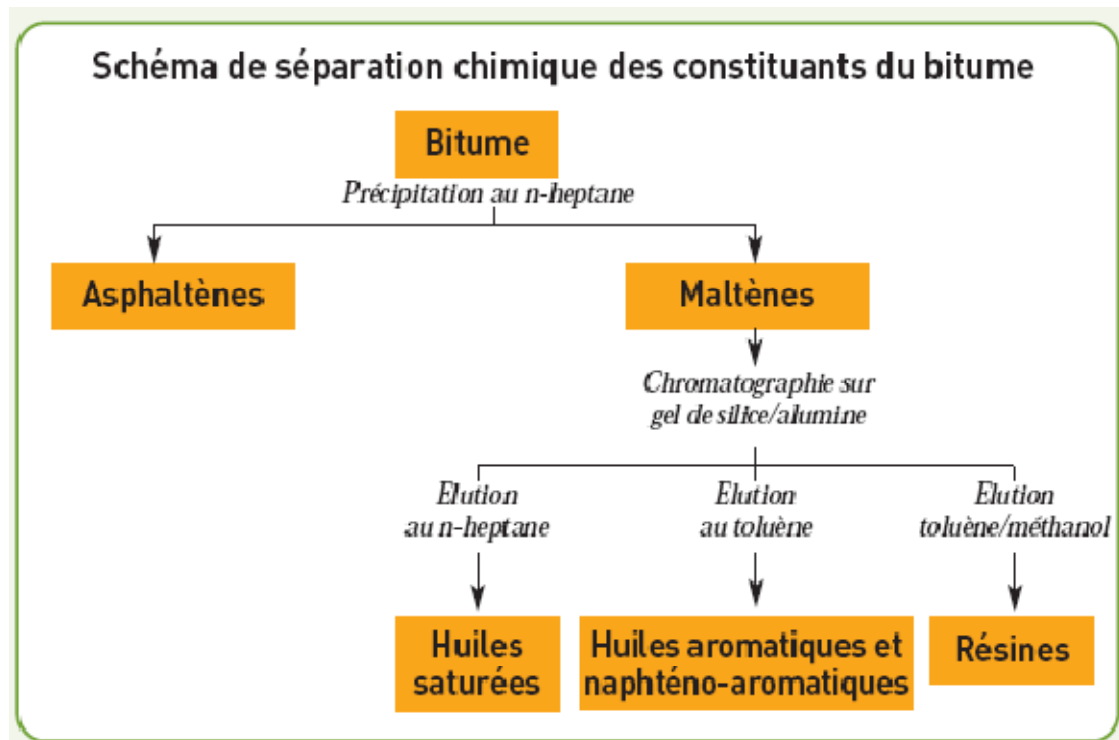 Schéma de séparation chimique des constituants du bitume
Bitume
Précipitation au n-heptane
Asphaltènes
Maltènes
Chromatographie sur
gel de silice/alumine
Elution
au n-heptane
Elution
au toluène
Elution
toluène/méthanol
Huiles
saturées
Huiles aromatiques et
naphténo-aromatiques
Résines